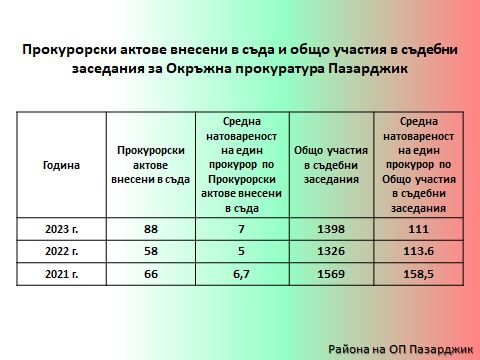 Прокурорски актове внесени в съда и общо участия в съдебни
заседания за Окръжна прокуратура Пазарджик
Година
Прокурорски
актове
внесени в съда
Средна
натовареност
на един
прокурор по
Прокурорски
актове внесени
в съда
Общо участия
в съдебни
заседания
Средна
натовареност
на един
прокурор по
Общо участия
в съдебни
заседания
2023 г. 88 7 1398 111
2022 г. 58 5 1326 113.6
2021 г. 66 6,7 1569 158,5
Района на ОП Пазарджик